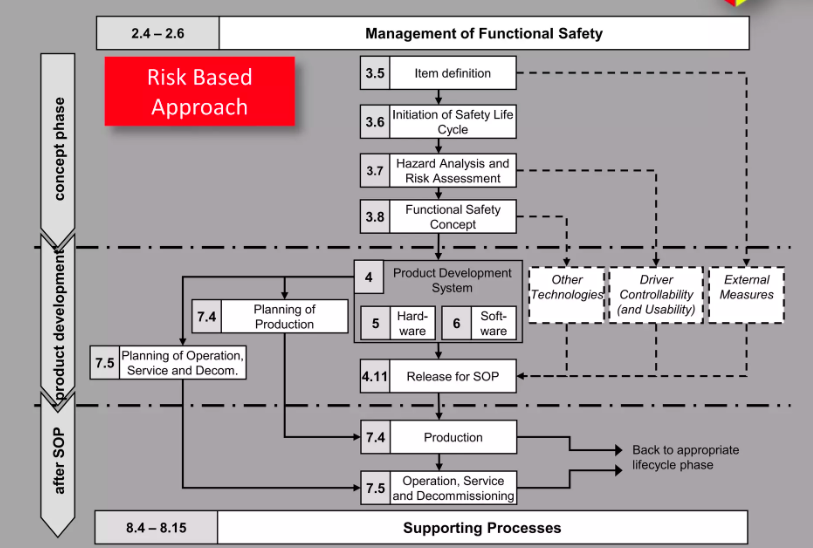 2.4 – 2.6 Management of Functional Safety
Risk Based
Approach
concept phase
3.5 Item definition
3.6 Initiation of Safety Life
Cycle
3.7 Hazard Analysis and
Risk Assessment
3.8 Functional Safety
Concept
product development
4 Product Development
System
5 Hard-
ware
6 Soft-
ware
Other
Technologies
Driver
Controllability
(and Usability)
External
Measures
7.4 Planning of
Production
7.5 Planning of Operation,
Service and Decom.
4.11 Release for SOP
after SOP
7.4 Production
7.5 Operation, Service
and Decommissioning
Back to appropriate
lifecycle phase
8.4 – 8.15 Supporting Processes